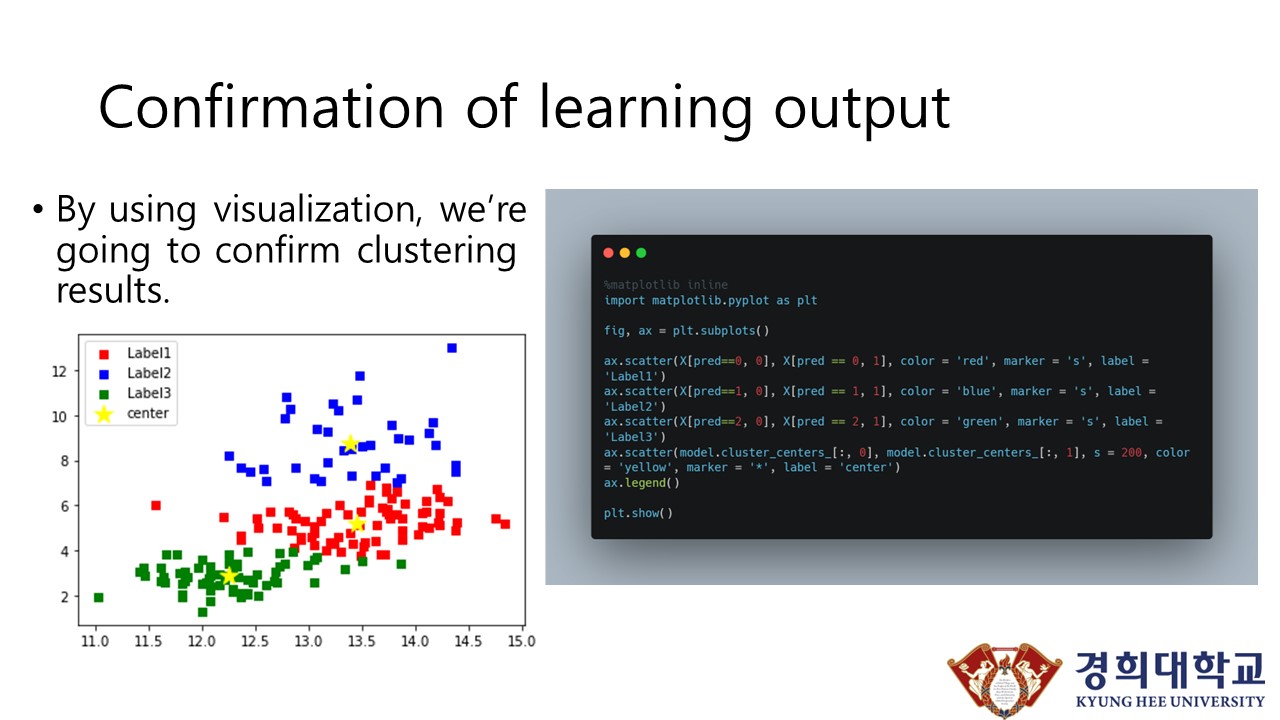 Confirmation of learning output
• By using visualization, we’re
going to confirm clustering
results.
Label1
Label2
Label3
center
12
10
8
6
4
2
11.0 11.5 12.0 12.5 13.0 13.5 14.0 14.5 15.0
%matplotlib inline
import matplotlib.pyplot as plt
fig, ax = plt.subplots()
ax.scatter(X[pred==0, 0], X[pred == 0, 1], color = 'red', marker = 's', label =
'Label1')
ax.scatter(X[pred==1, 0], X[pred == 1, 1], color = 'blue', marker = 's', label =
'Label2')
ax.scatter(X[pred==2, 0], X[pred == 2, 1], color = 'green', marker = 's', label =
'Label3')
ax.scatter(model.cluster_centers_[:, 0], model.cluster_centers_[:, 1], s = 200, color
= 'yellow', marker = '*', label = 'center')
ax.legend()
plt.show()
경희대학교
KYUNG HEE UNIVERSITY